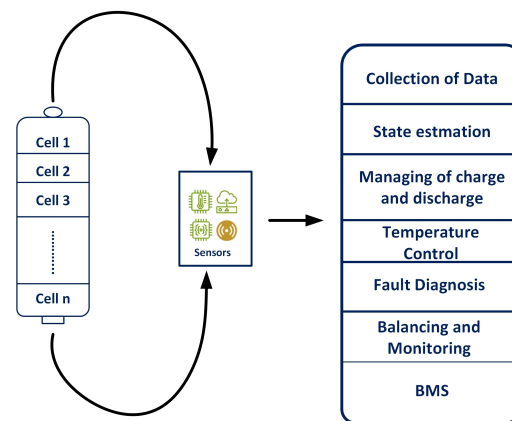 Cell 1
Cell 2
Cell 3
Cell n
Sensors
Collection of Data
State estmation
Managing of charge
and discharge
Temperature
Control
Fault Diagnosis
Balancing and
Monitoring
BMS